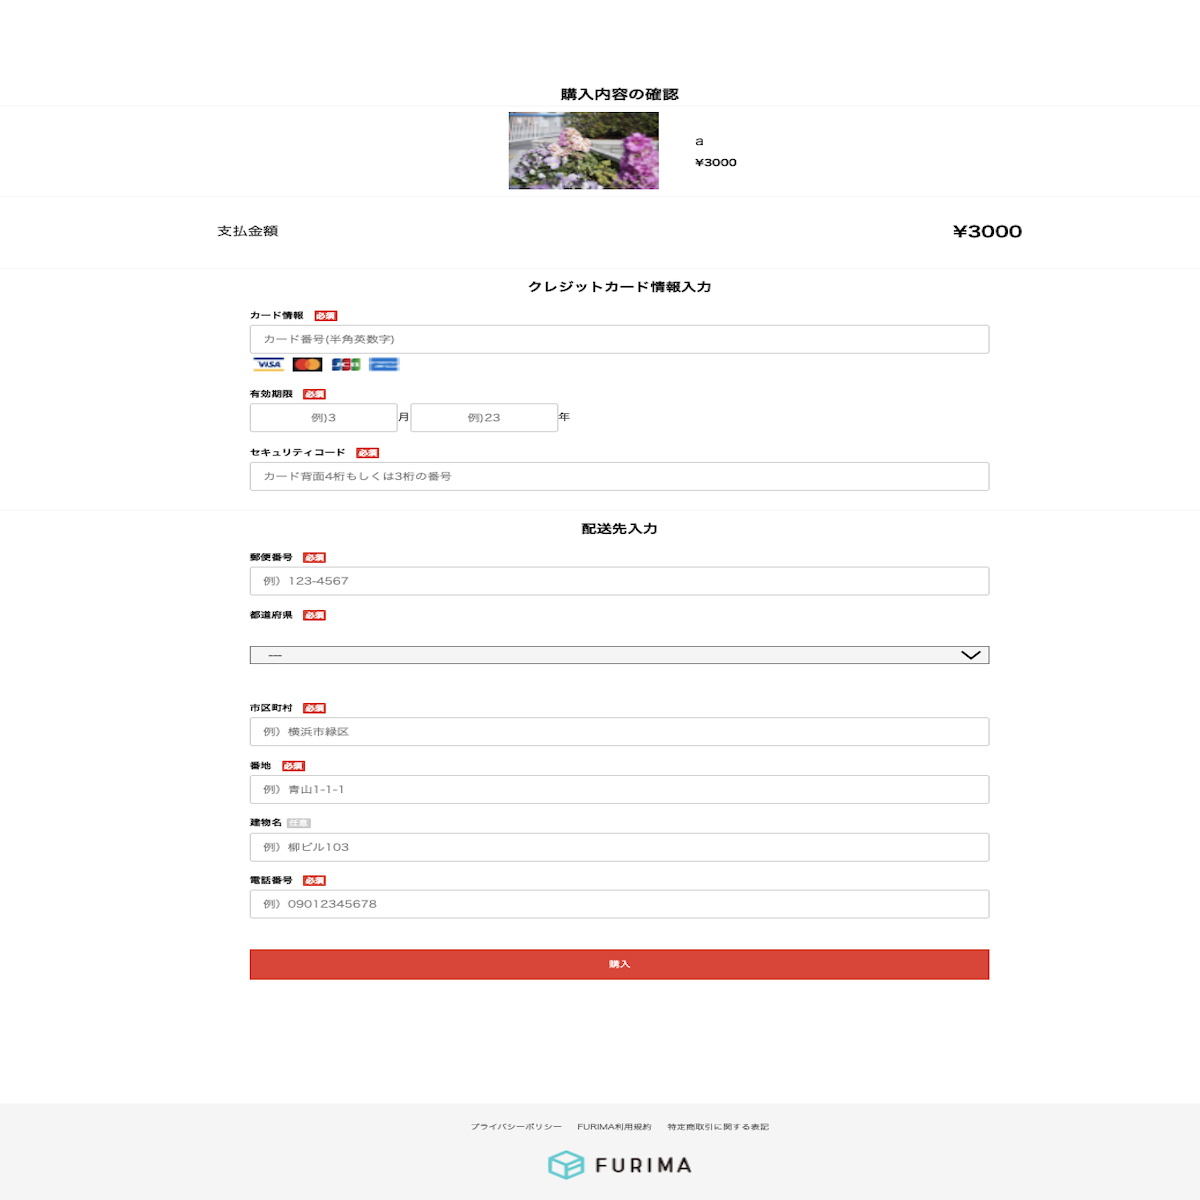 購入内容の確認
a
¥3000
支払金額 ¥3000
クレジットカード情報入力
カード情報 必須
カード番号(半角英数字)
VISA JCB
有効期限 必須
例)3 月 例)23 年
セキュリティコード 必須
カード背面4桁もしくは3桁の番号
配送先入力
郵便番号 必須
例）123-4567
都道府県 必須
---
市区町村 必須
例）横浜市緑区
番地 必須
例）青山1-1-1
建物名 任意
例）柳ビル103
電話番号 必須
例）09012345678
購入
プライバシーポリシー FURIMA利用規約 特定商取引に関する表記
FURIMA